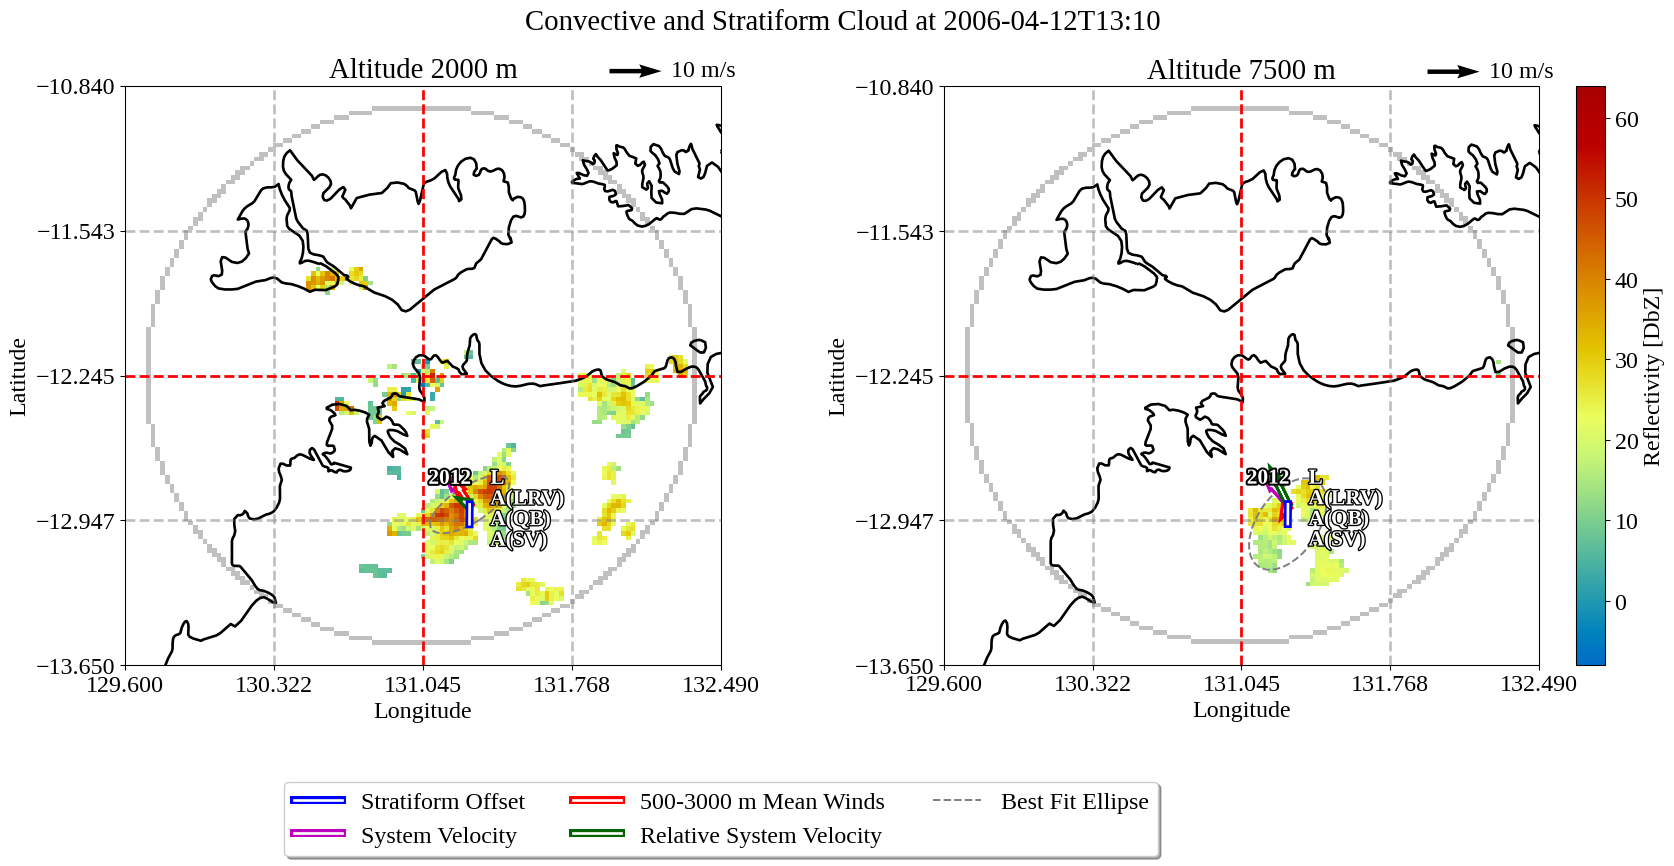 Convective and Stratiform Cloud at 2006-04-12T13:10
Altitude 2000 m
10 m/s
−10.840
−11.543
−12.245
−12.947
−13.650
Latitude
129.600
130.322
131.045
131.768
132.490
Longitude
2012
L
A(LRV)
A(QB)
A(SV)
Altitude 7500 m
10 m/s
−10.840
−11.543
−12.245
−12.947
−13.650
Latitude
129.600
130.322
131.045
131.768
132.490
Longitude
2012
L
A(LRV)
A(QB)
A(SV)
60
50
40
30
20
10
0
Reflectivity [DbZ]
Stratiform Offset
System Velocity
500-3000 m Mean Winds
Relative System Velocity
Best Fit Ellipse